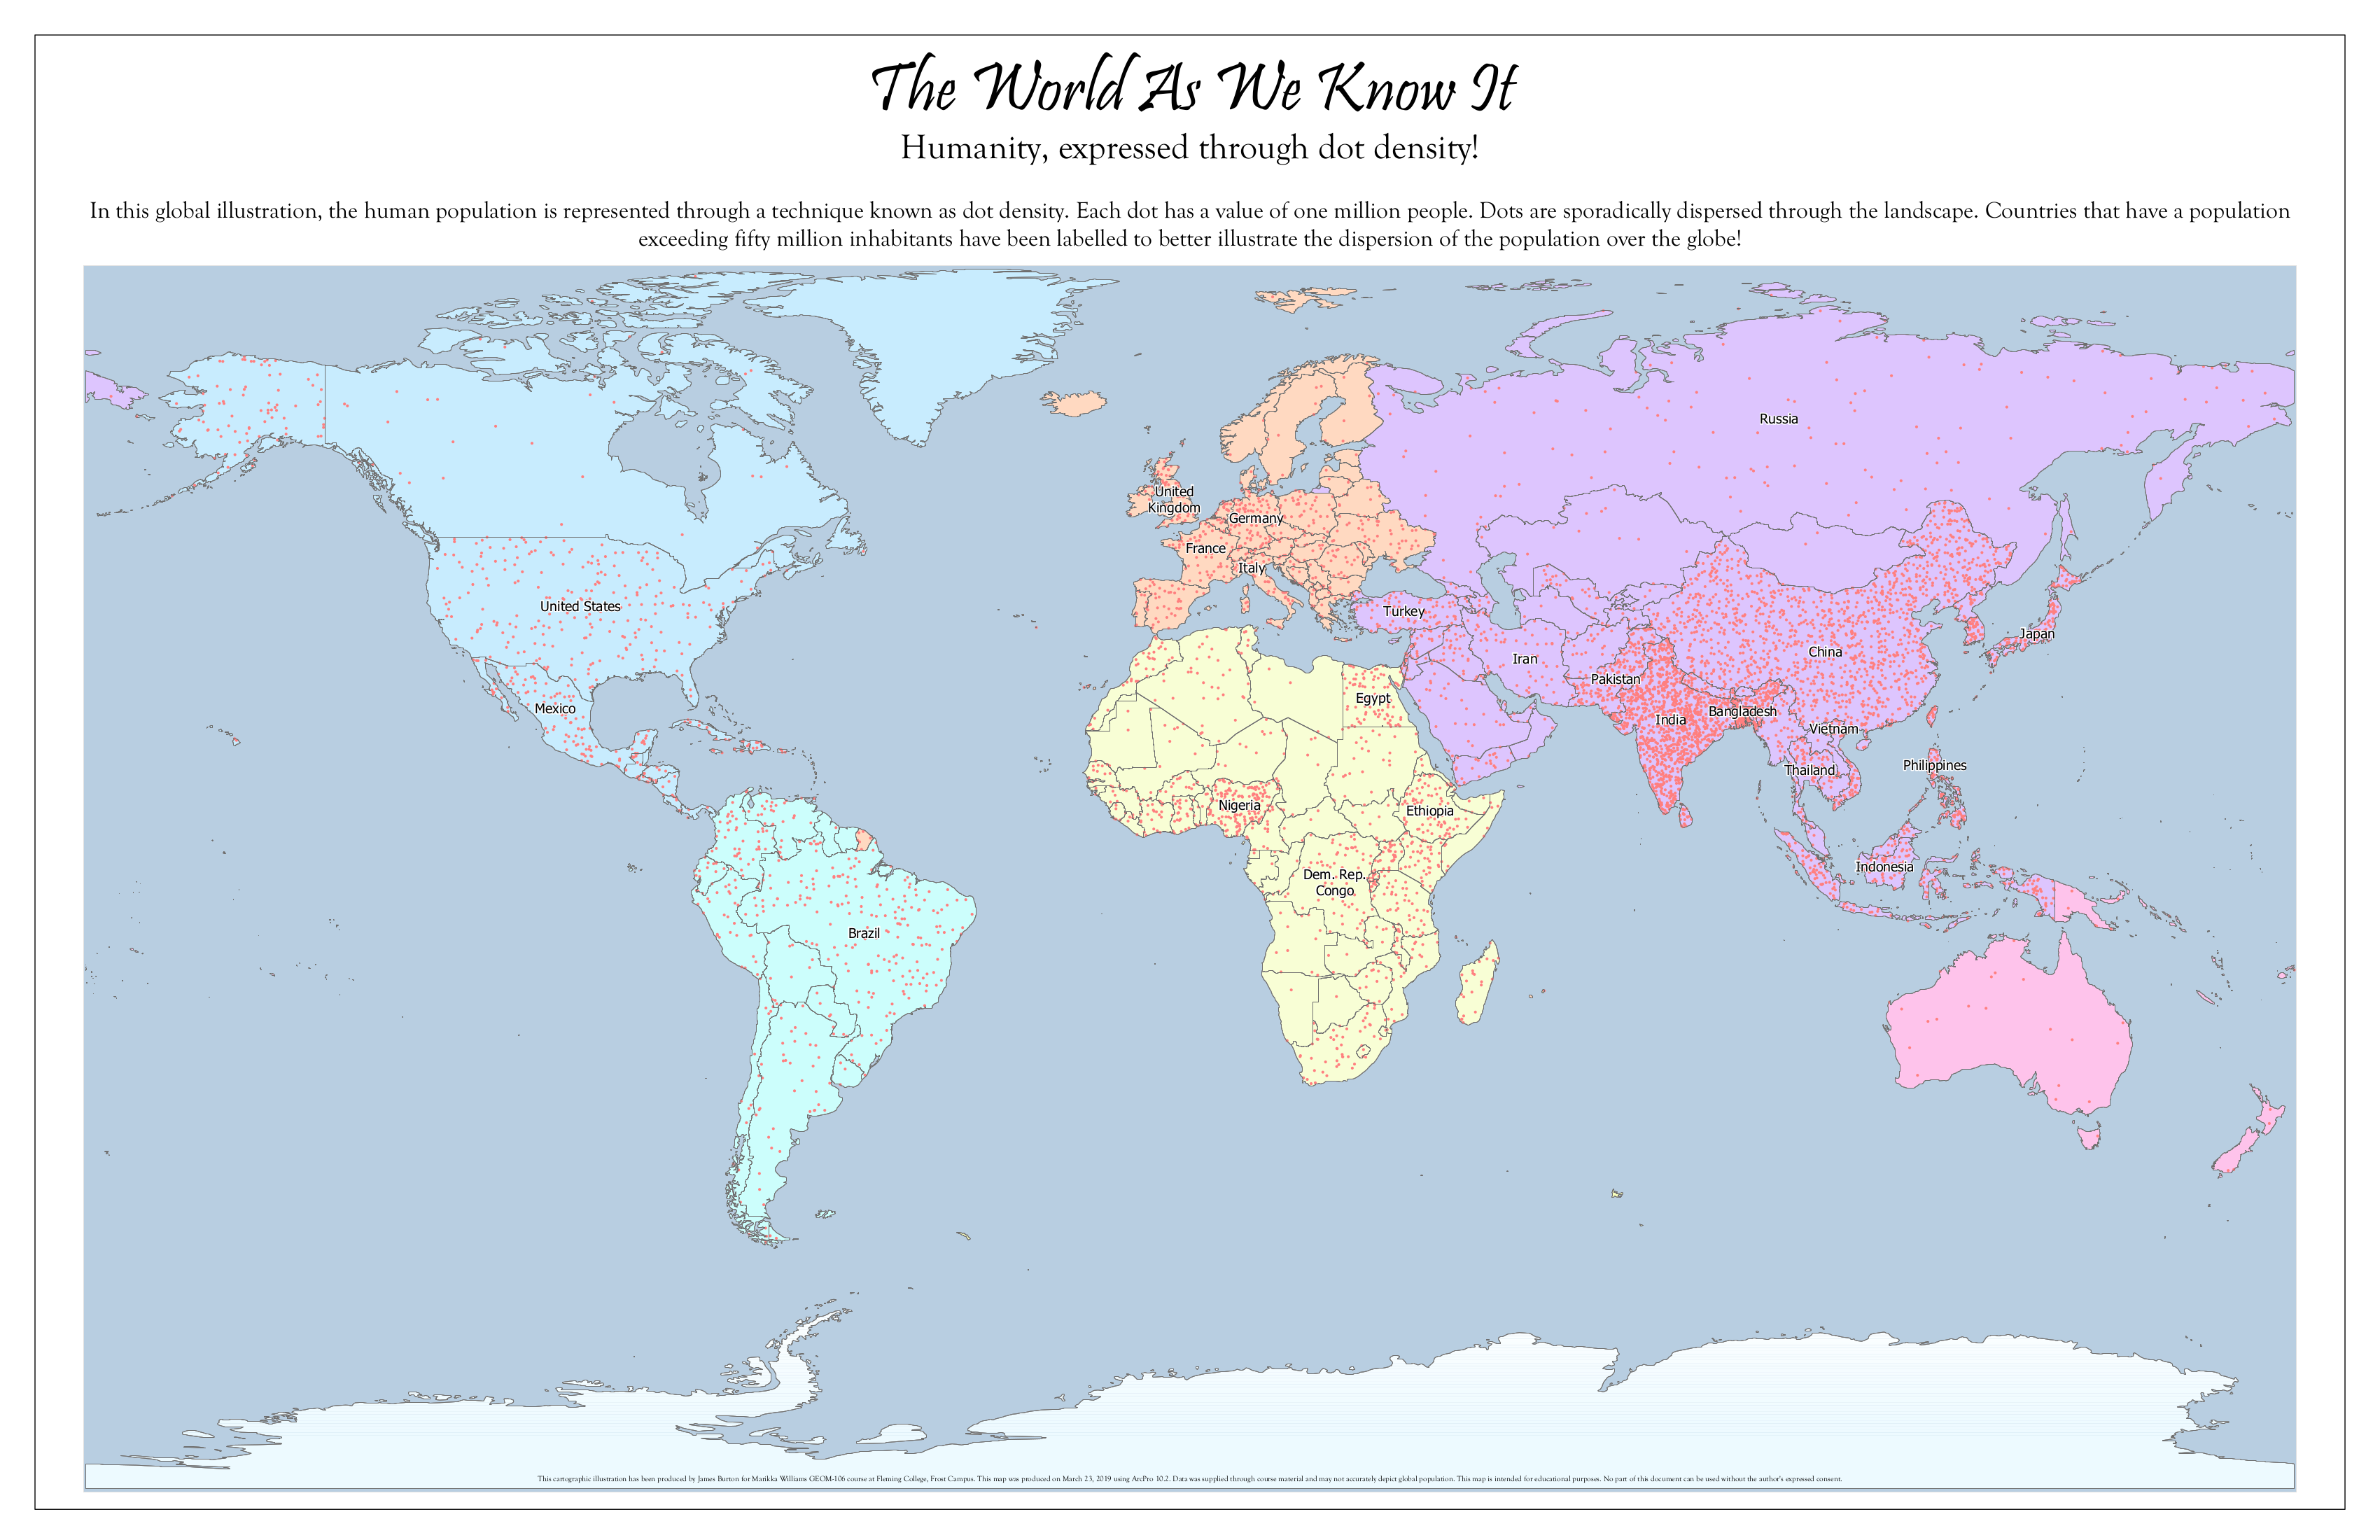 The World As We Know It
Humanity, expressed through dot density!
In this global illustration, the human population is represented through a technique known as dot density. Each dot has a value of one million people. Dots are sporadically dispersed through the landscape. Countries that have a population
exceeding fifty million inhabitants have been labelled to better illustrate the dispersion of the population over the globe!
Russia
United
Kingdom
Germany
France
Italy
United States
Turkey
Japan
China
Iran
Pakistan
Egypt
Mexico
Bangladesh
India
Vietnam
Philippines
Thailand
Nigeria
Ethiopia
Indonesia
Dem. Rep.
Congo
Brazil
This cartographic illustration has been produced by James Burton for Marikka Williams GEOM-106 course at Fleming College, Frost Campus. This map was produced on March 23, 2019 using ArcPro 10.2. Data was supplied through course material and may not accurately depict global population. This map is intended for educational purposes. No part of this document can be used without the author's expressed consent.